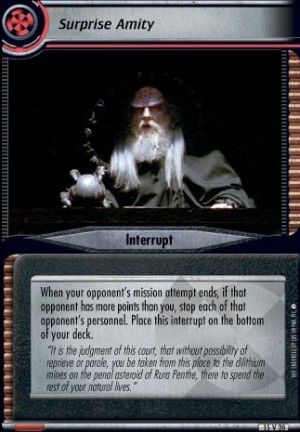 Surprise Amity
Interrupt
When your opponent's mission attempt ends, if that
opponent has more points than you, stop each of that
opponent's personnel. Place this interrupt on the bottom
of your deck.
"It is the judgment of this court, that without possibility of
reprieve or parole, you be taken from this place to the dilithium
mines on the penal asteroid of Rura Penthe, there to spend the
rest of your natural lives."